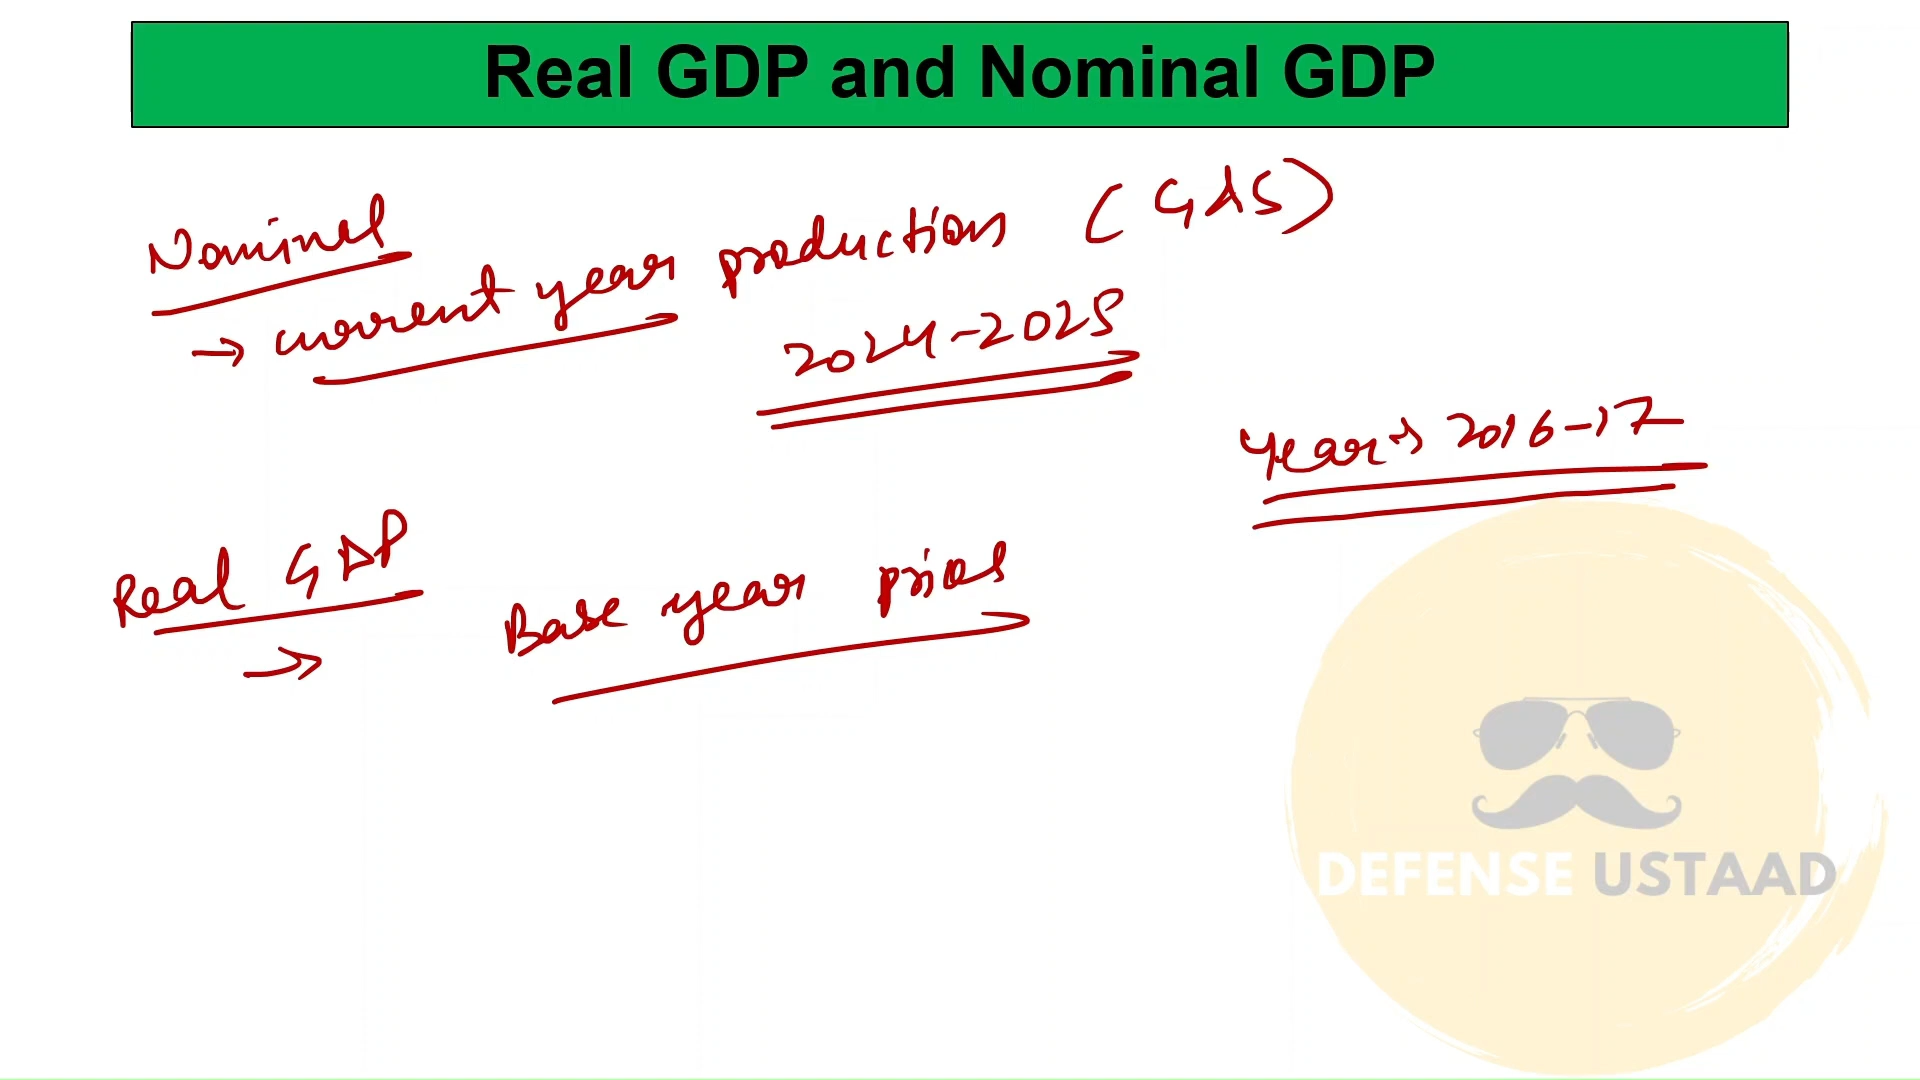 Real GDP and Nominal GDP
Nominal
→ current year production (G&S)
2024-2025
Year → 2016-17
Real GDP
→ Base year prices
DEFENSE USTAAD